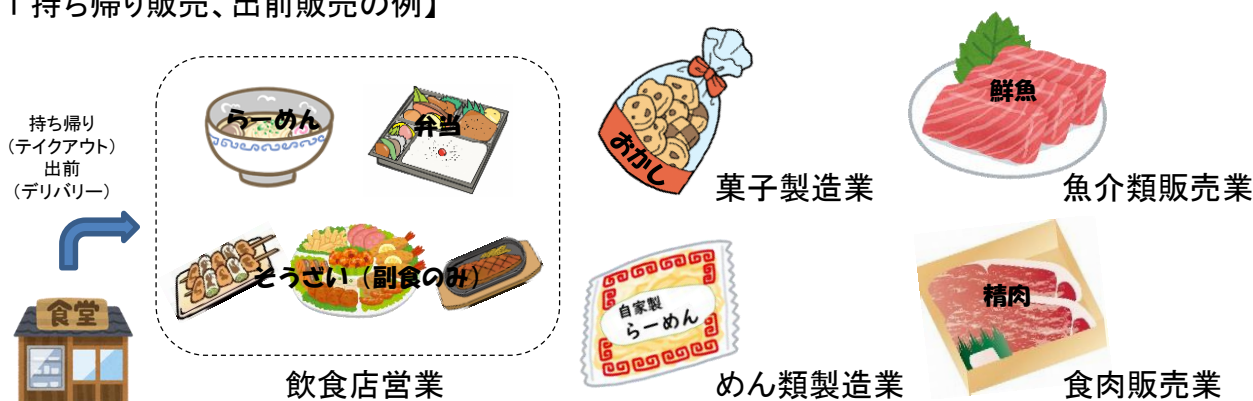 「持ち帰り販売、出前販売の例】
持ち帰り
(テイクアウト)
出前
(デリバリー)
食堂
らーめん
弁当
そうざい(副食のみ)
飲食店営業
おかし
菓子製造業
鮮魚
魚介類販売業
自家製
らーめん
めん類製造業
精肉
食肉販売業